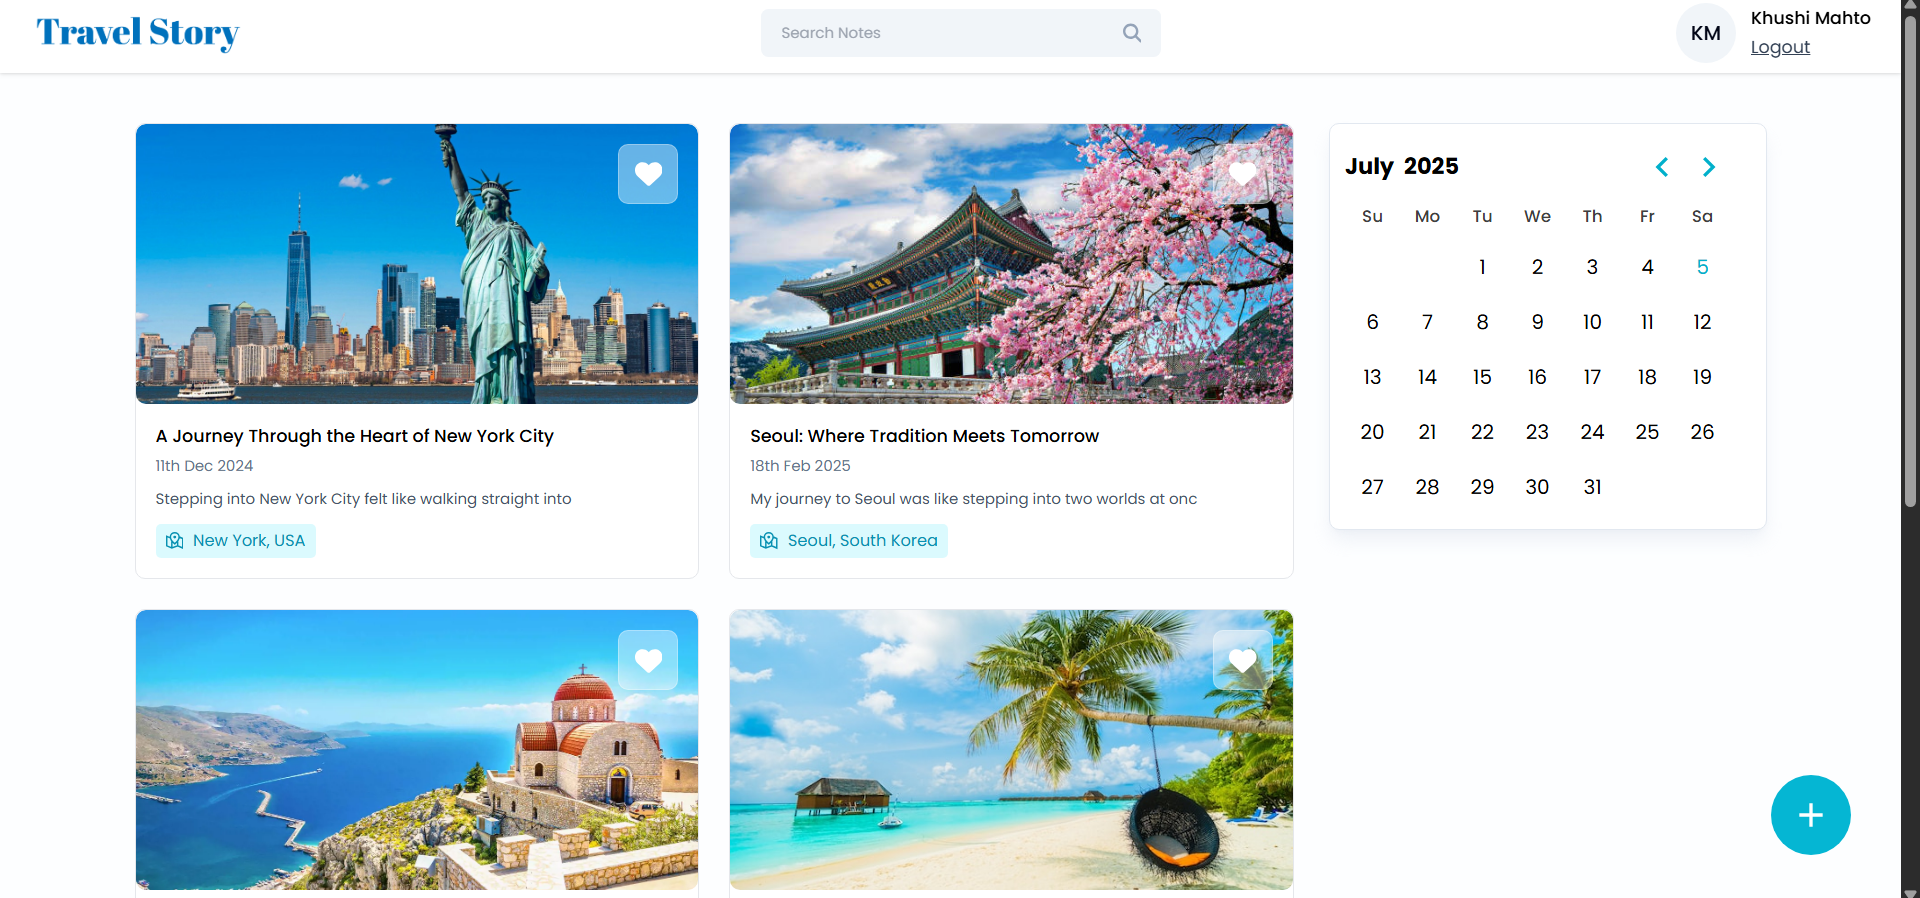 Travel Story
Search Notes
KM
Khushi Mahto
Logout
A Journey Through the Heart of New York City
11th Dec 2024
Stepping into New York City felt like walking straight into
New York, USA
Seoul: Where Tradition Meets Tomorrow
18th Feb 2025
My journey to Seoul was like stepping into two worlds at onc
Seoul, South Korea
July 2025
Su Mo Tu We Th Fr Sa
1 2 3 4 5
6 7 8 9 10 11 12
13 14 15 16 17 18 19
20 21 22 23 24 25 26
27 28 29 30 31